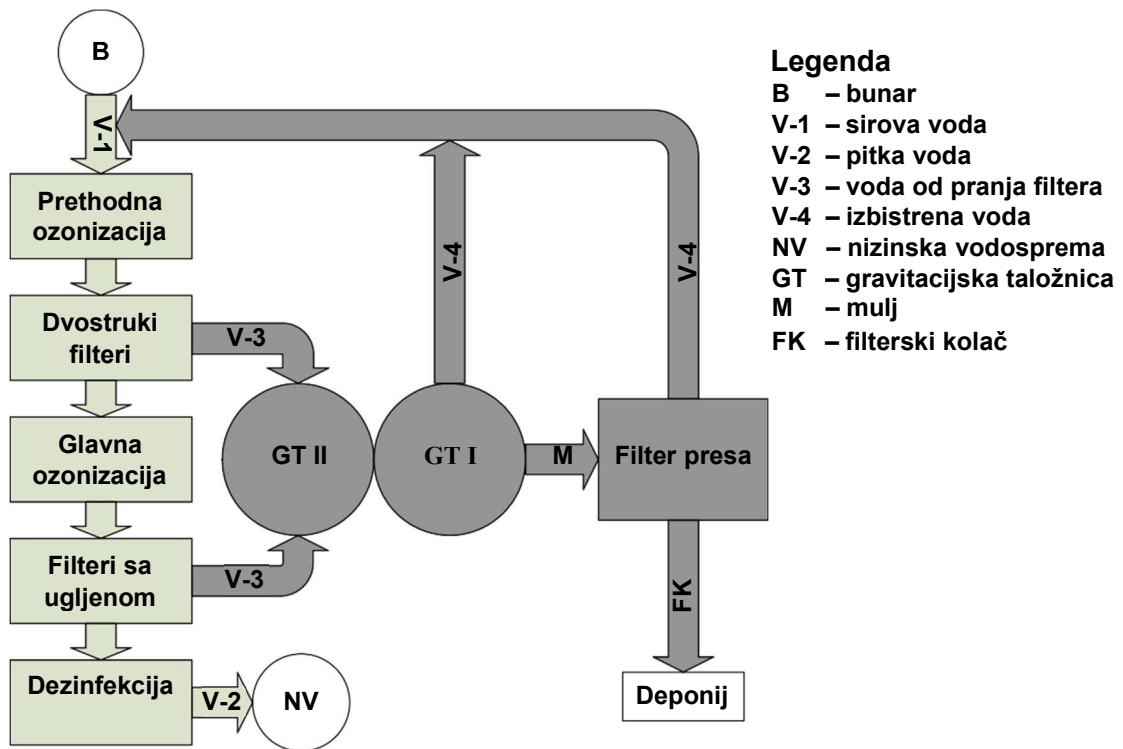 B
V-1
Prethodna
ozonizacija
Dvostruki
filteri
V-3
Glavna
ozonizacija
Filteri sa
ugljenom
V-3
Dezinfekcija
V-2
NV
GT II
GT I
V-4
M
Filter presa
V-4
FK
Deponij
Legenda
B – bunar
V-1 – sirova voda
V-2 – pitka voda
V-3 – voda od pranja filtera
V-4 – izbistrena voda
NV – nizinska vodosprema
GT – gravitacijska taložnica
M – mulj
FK – filterski kolač